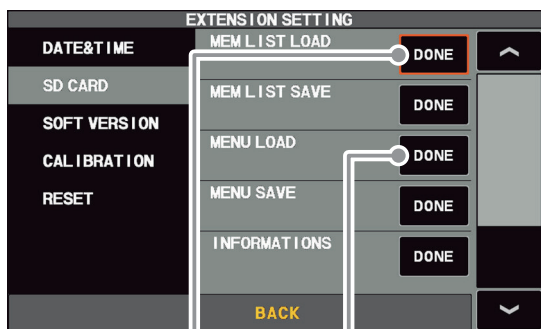 EXTENSION SETTING
DATE&TIME
SD CARD
SOFT VERSION
CALIBRATION
RESET
MEM LIST LOAD
DONE
MEM LIST SAVE
DONE
MENU LOAD
DONE
MENU SAVE
DONE
INFORMATIONS
DONE
BACK